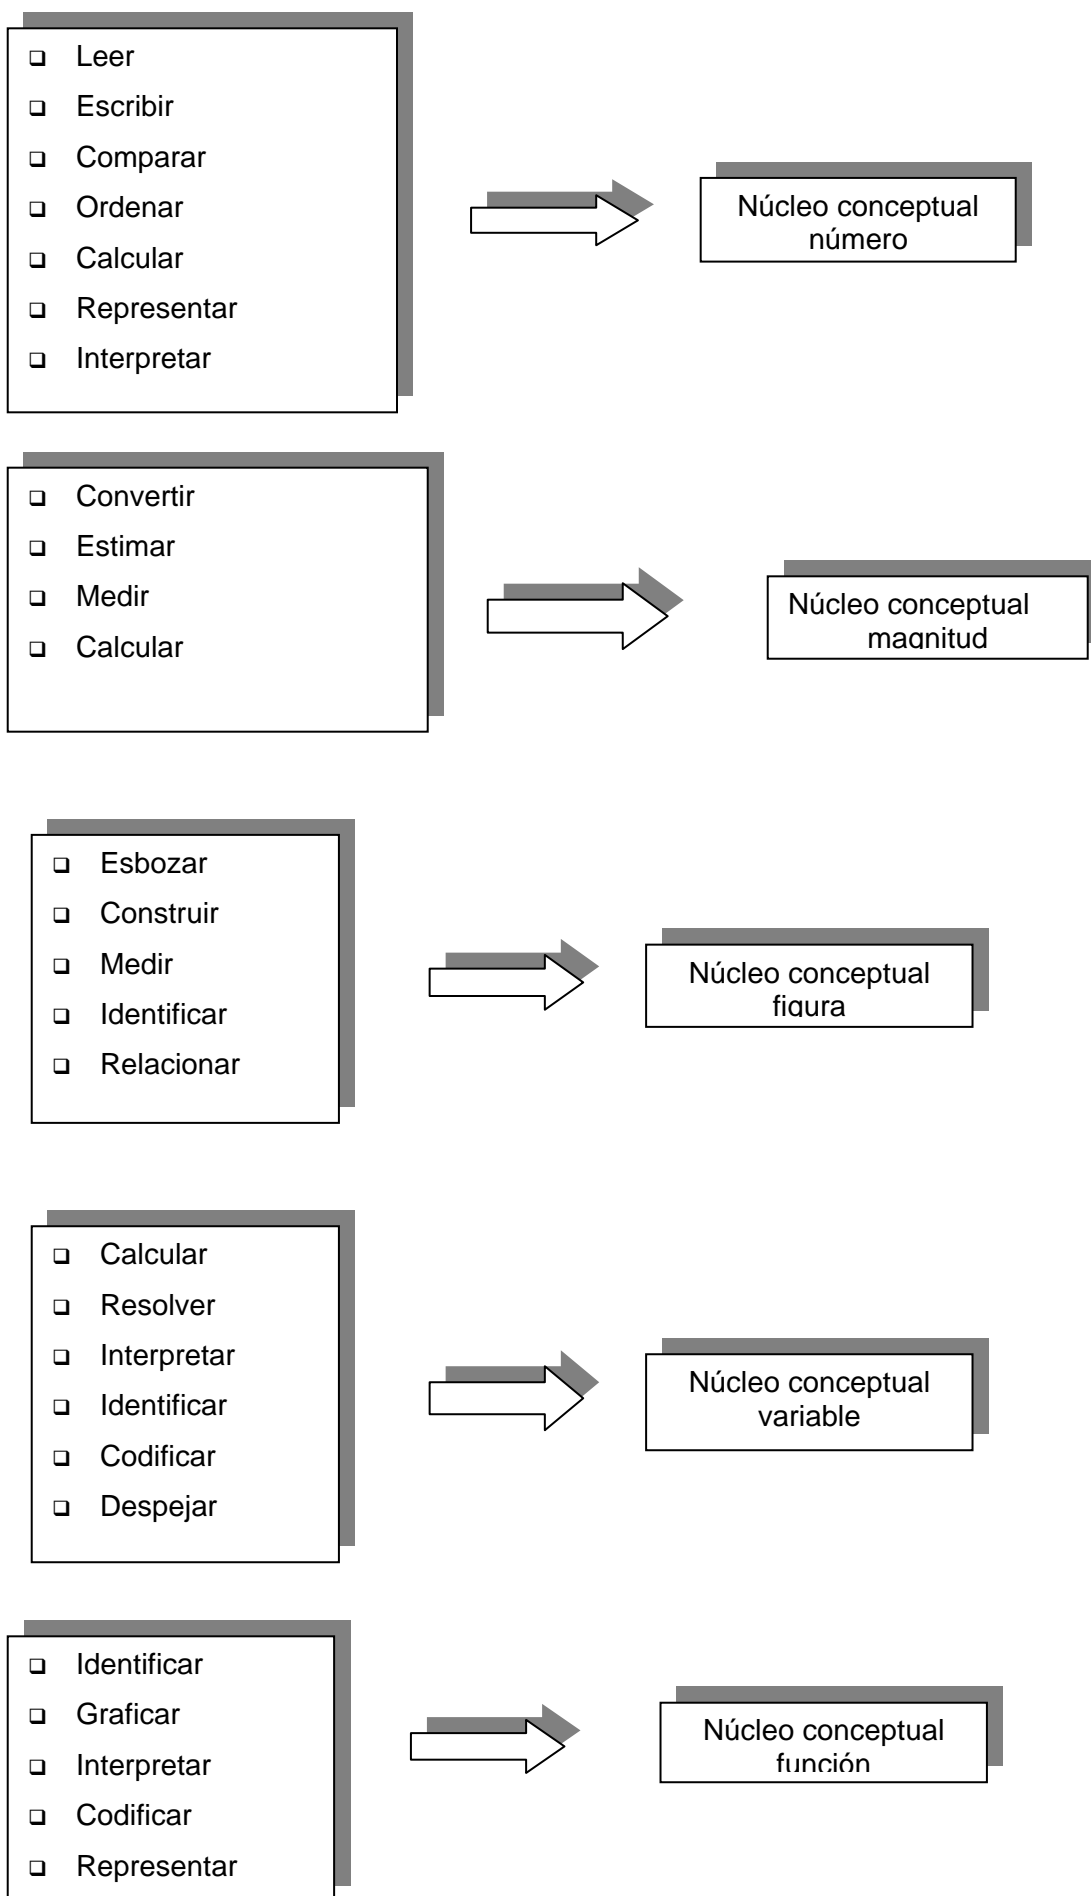 ❑ Leer
❑ Escribir
❑ Comparar
❑ Ordenar
❑ Calcular
❑ Representar
❑ Interpretar
Núcleo conceptual
número
❑ Convertir
❑ Estimar
❑ Medir
❑ Calcular
Núcleo conceptual
magnitud
❑ Esbozar
❑ Construir
❑ Medir
❑ Identificar
❑ Relacionar
Núcleo conceptual
figura
❑ Calcular
❑ Resolver
❑ Interpretar
❑ Identificar
❑ Codificar
❑ Despejar
Núcleo conceptual
variable
❑ Identificar
❑ Graficar
❑ Interpretar
❑ Codificar
❑ Representar
Núcleo conceptual
función